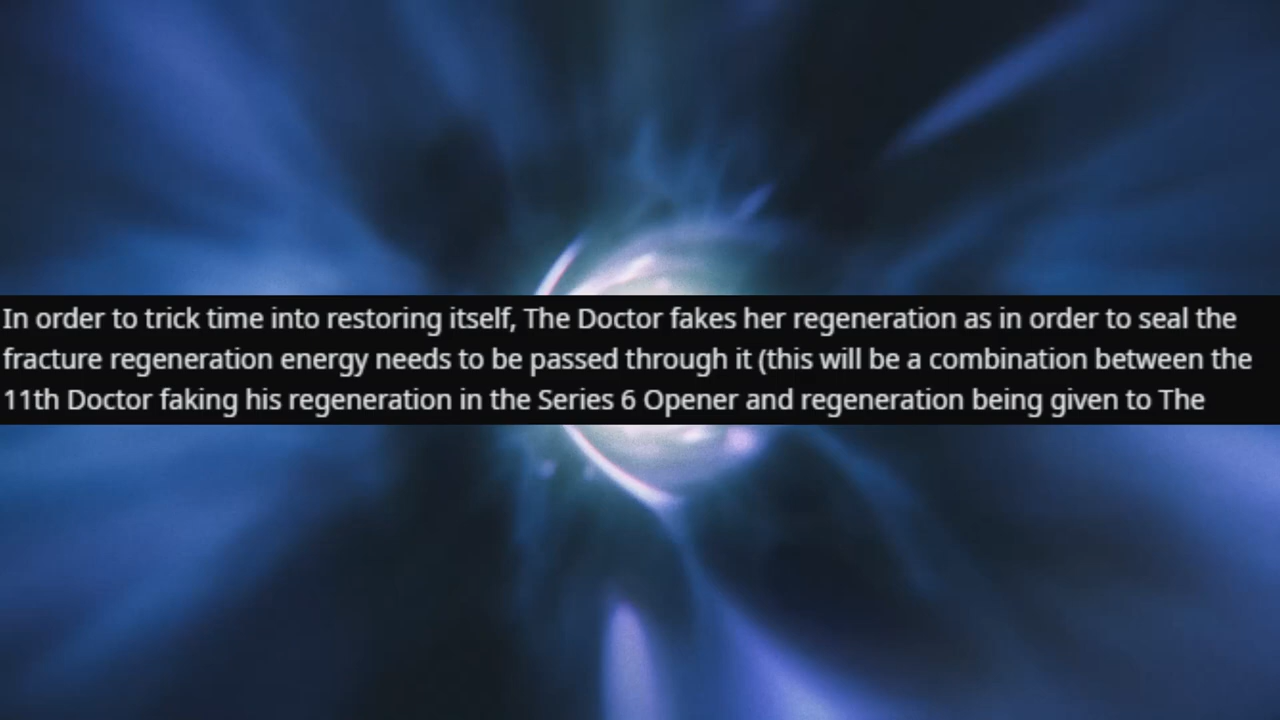 In order to trick time into restoring itself, The Doctor fakes her regeneration as in order to seal the
fracture regeneration energy needs to be passed through it (this will be a combination between the
11th Doctor faking his regeneration in the Series 6 Opener and regeneration being given to The